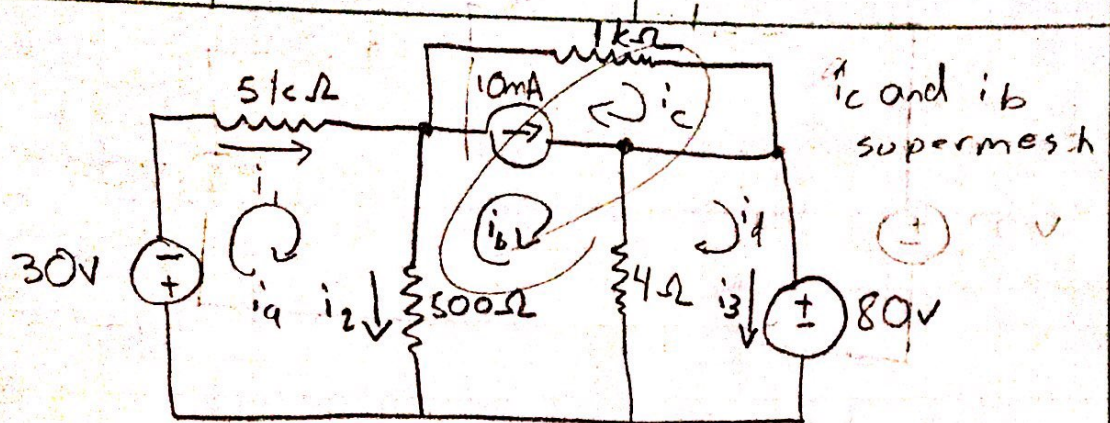 1kΩ
5kΩ
10mA
ic
ic and ib
supermesh
i1
ib
id
30v
- +
ia
i2
500Ω
4Ω
i3
+ -
80v
± v